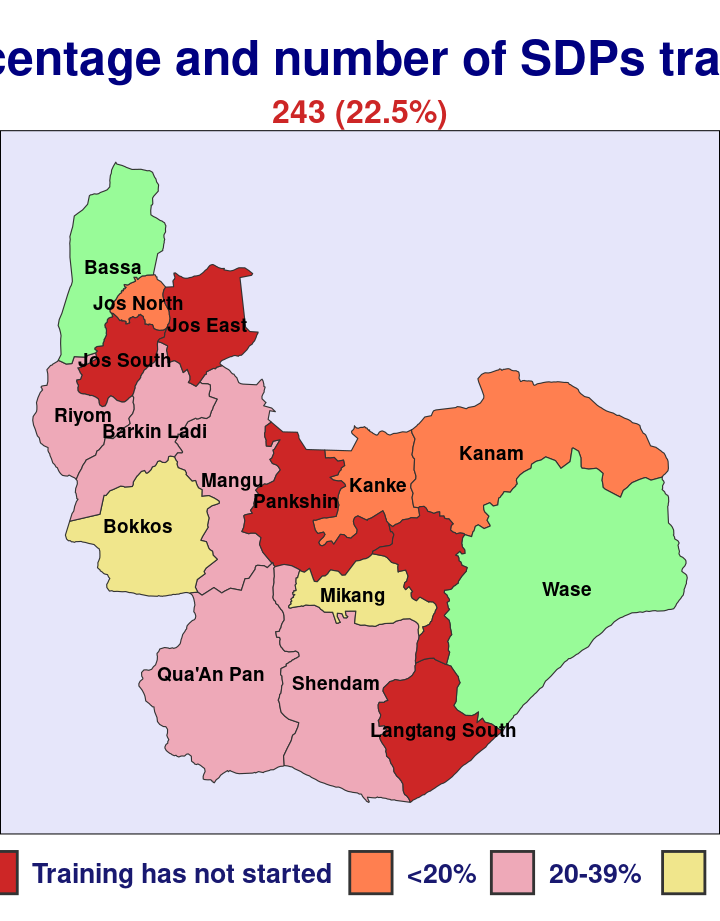 centage and number of SDPs tra
243 (22.5%)
Bassa
Jos North
Jos East
Jos South
Riyom
Barkin Ladi
Kanam
Mangu
Kanke
Pankshin
Bokkos
Wase
Mikang
Qua'An Pan
Shendam
Langtang South
Training has not started <20% 20-39%